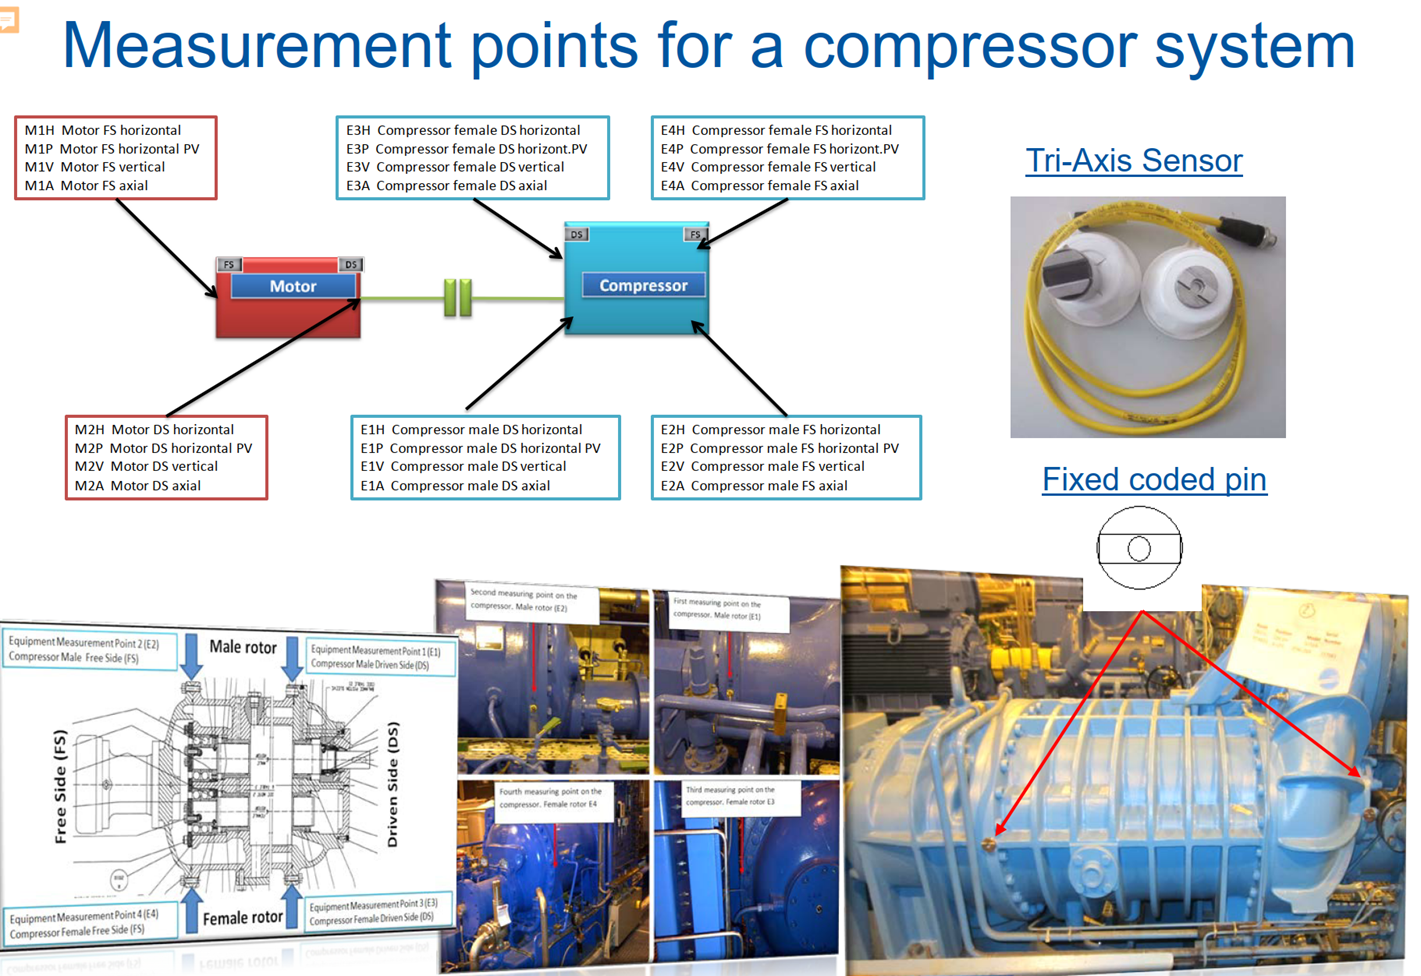 Measurement points for a compressor system
M1H Motor FS horizontal
M1P Motor FS horizontal PV
M1V Motor FS vertical
M1A Motor FS axial
E3H Compressor female DS horizontal
E3P Compressor female DS horizont.PV
E3V Compressor female DS vertical
E3A Compressor female DS axial
E4H Compressor female FS horizontal
E4P Compressor female FS horizont.PV
E4V Compressor female FS vertical
E4A Compressor female FS axial
Tri-Axis Sensor
FS
DS
Motor
DS
FS
Compressor
M2H Motor DS horizontal
M2P Motor DS horizontal PV
M2V Motor DS vertical
M2A Motor DS axial
E1H Compressor male DS horizontal
E1P Compressor male DS horizontal PV
E1V Compressor male DS vertical
E1A Compressor male DS axial
E2H Compressor male FS horizontal
E2P Compressor male FS horizontal PV
E2V Compressor male FS vertical
E2A Compressor male FS axial
Fixed coded pin
Equipment Measurement Point 2 (E2)
Compressor Male Free Side (FS)
Male rotor
Equipment Measurement Point 1 (E1)
Compressor Male Driven Side (DS)
Free Side (FS)
Driven Side (DS)
Equipment Measurement Point 4 (E4)
Compressor Female Free Side (FS)
Female rotor
Equipment Measurement Point 3 (E3)
Compressor Female Driven Side (DS)
Second measuring point on the
compressor. Male rotor (E2)
First measuring point on the
compressor. Male rotor (E1)
Fourth measuring point on the
compressor. Female rotor E4
Third measuring point on the
compressor. Female rotor E3